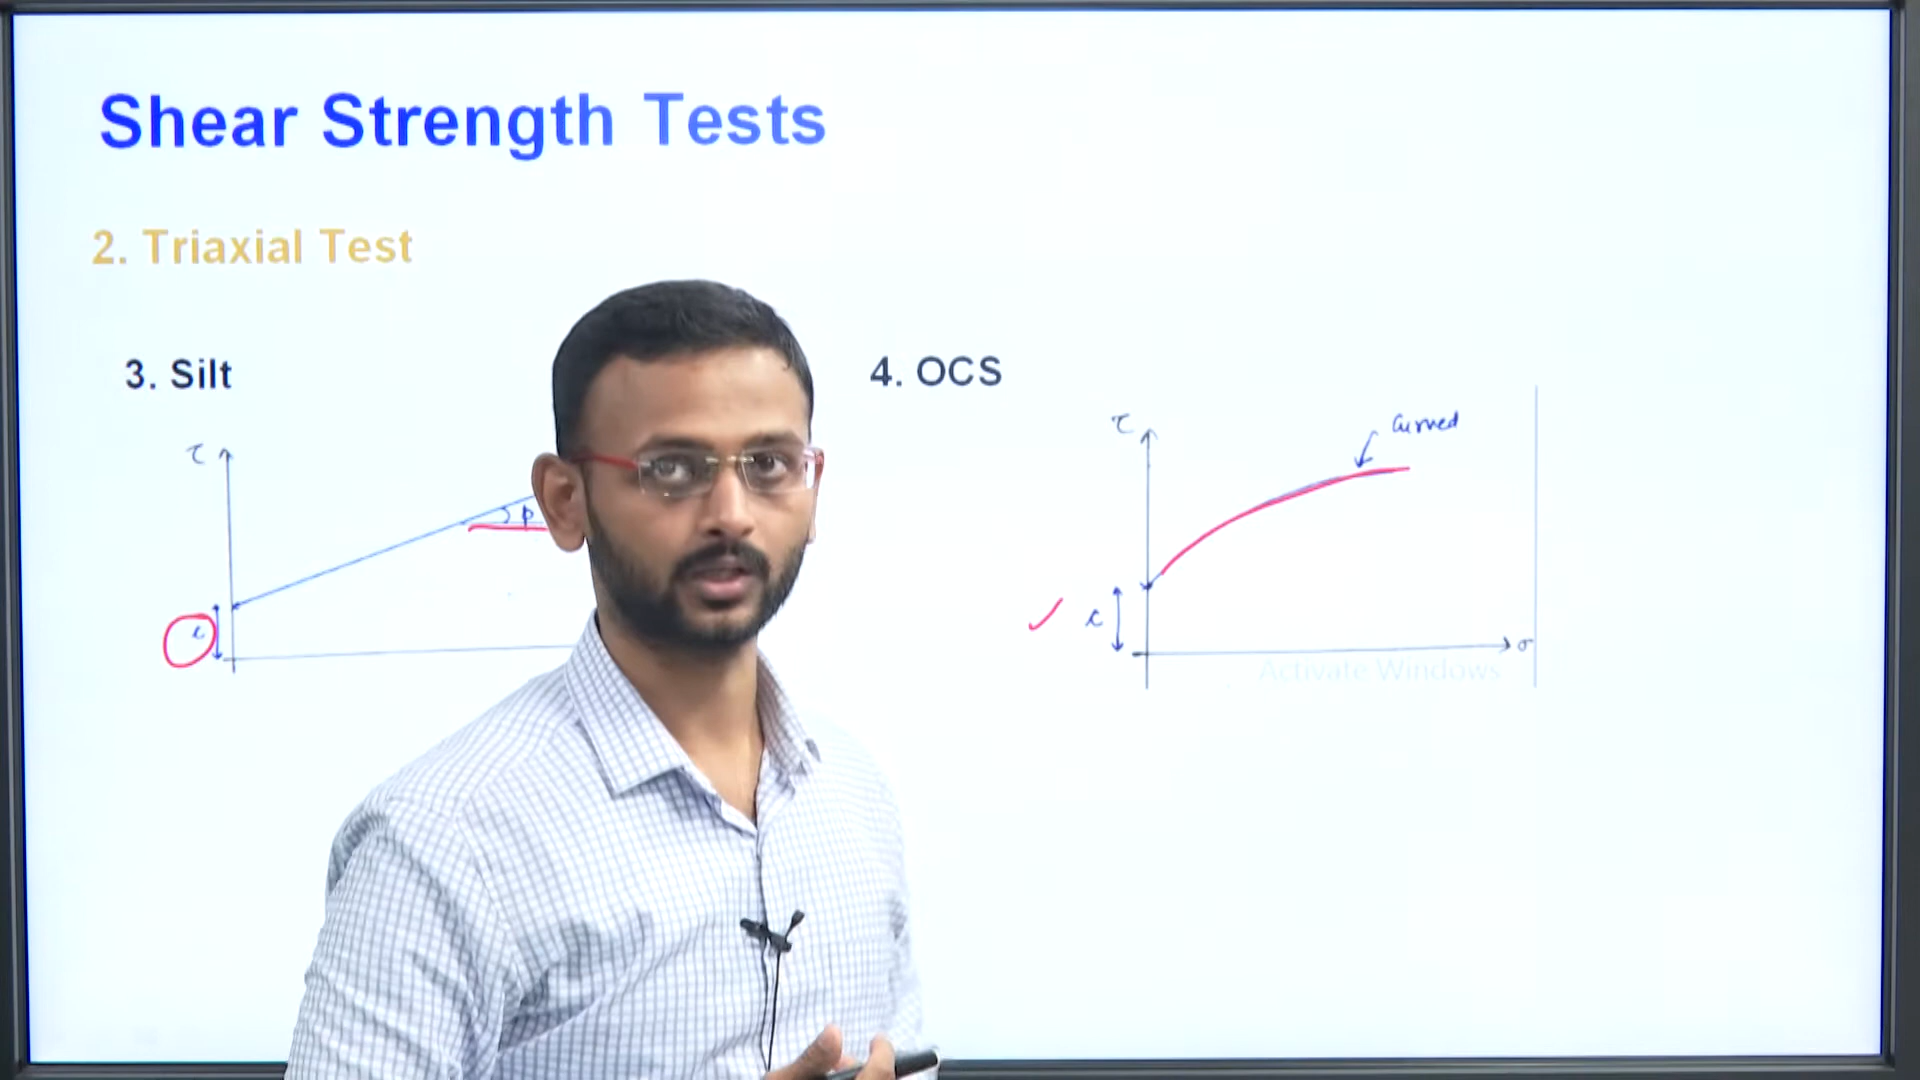 Shear Strength Tests
2. Triaxial Test
3. Silt
4. OCS
τ
φ
c
τ
Curved
c
σ
Activate Windows